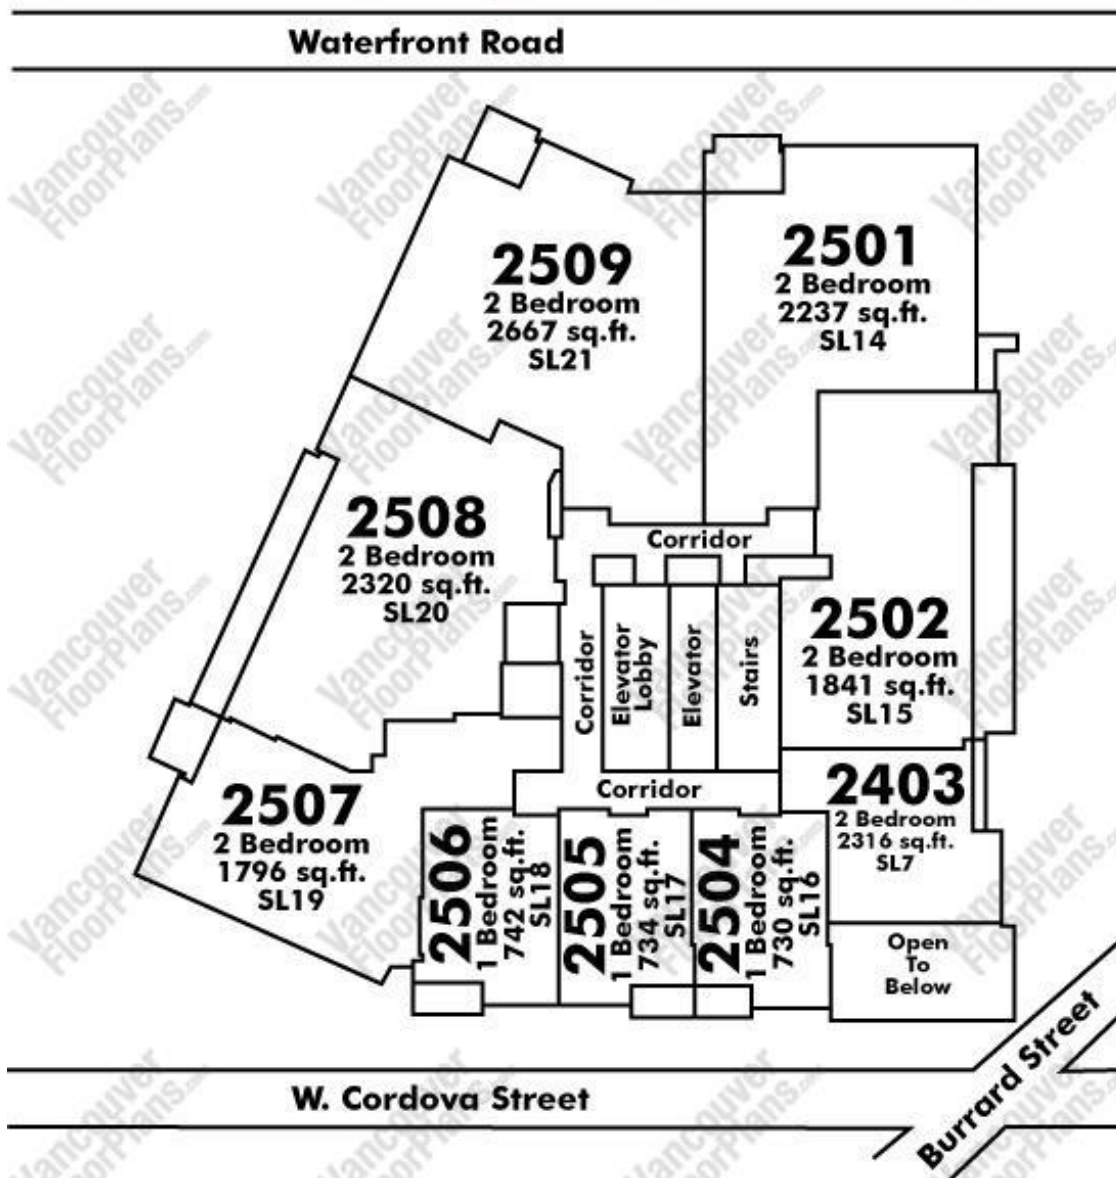 Waterfront Road
2509
2 Bedroom
2667 sq.ft.
SL21
2501
2 Bedroom
2237 sq.ft.
SL14
2508
2 Bedroom
2320 sq.ft.
SL20
Corridor
Corridor
Elevator
Lobby
Elevator
Stairs
2502
2 Bedroom
1841 sq.ft.
SL15
Corridor
2507
2 Bedroom
1796 sq.ft.
SL19
2506
1 Bedroom
742 sq.ft.
SL18
2505
1 Bedroom
734 sq.ft.
SL17
2504
1 Bedroom
730 sq.ft.
SL16
2403
2 Bedroom
2316 sq.ft.
SL7
Open
To
Below
W. Cordova Street
Burrard Street
Vancouver
FloorPlans.com